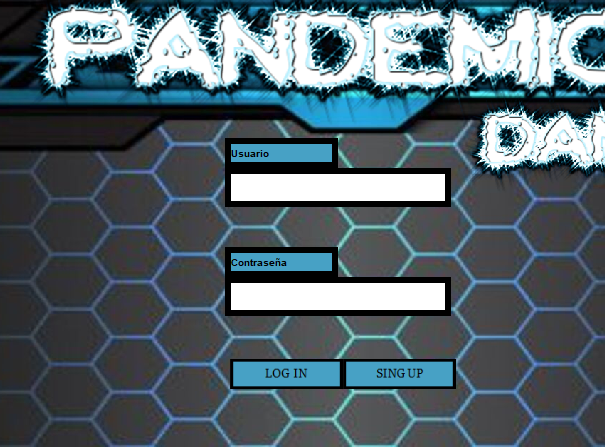 PANDEMIC
Usuario
Contraseña
LOG IN
SING UP